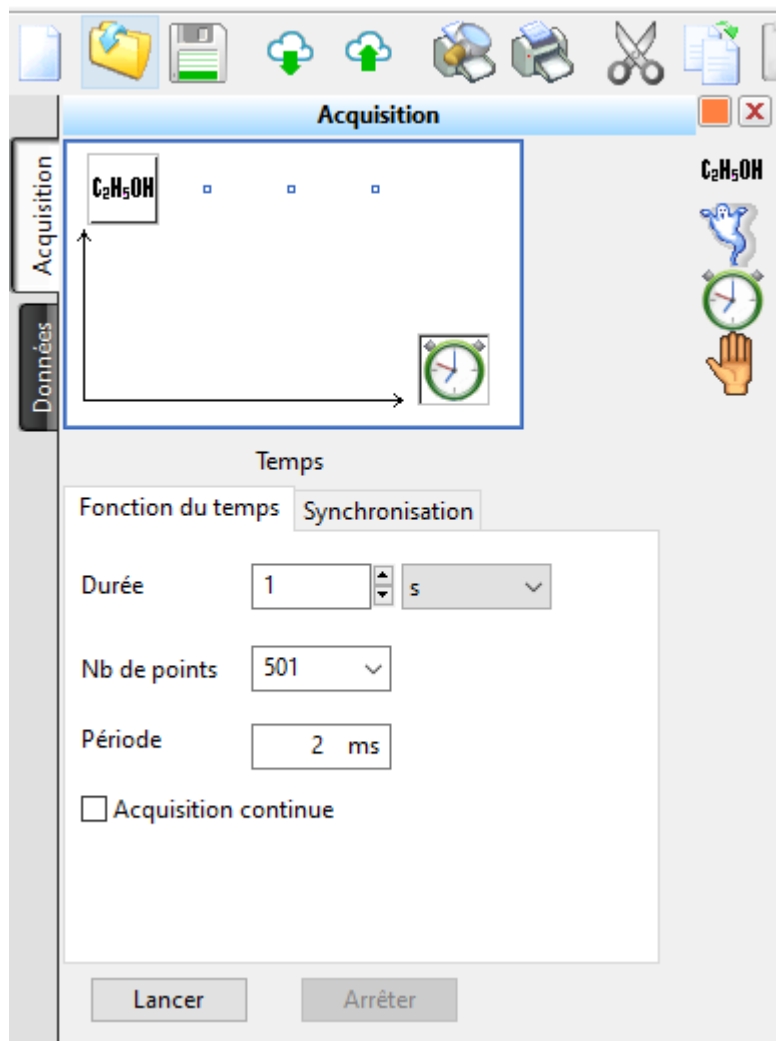 Acquisition
Acquisition
Données
C₂H₅OH
C₂H₅OH
Temps
Fonction du temps
Synchronisation
Durée
1
s
Nb de points
501
Période
2 ms
Acquisition continue
Lancer
Arrêter